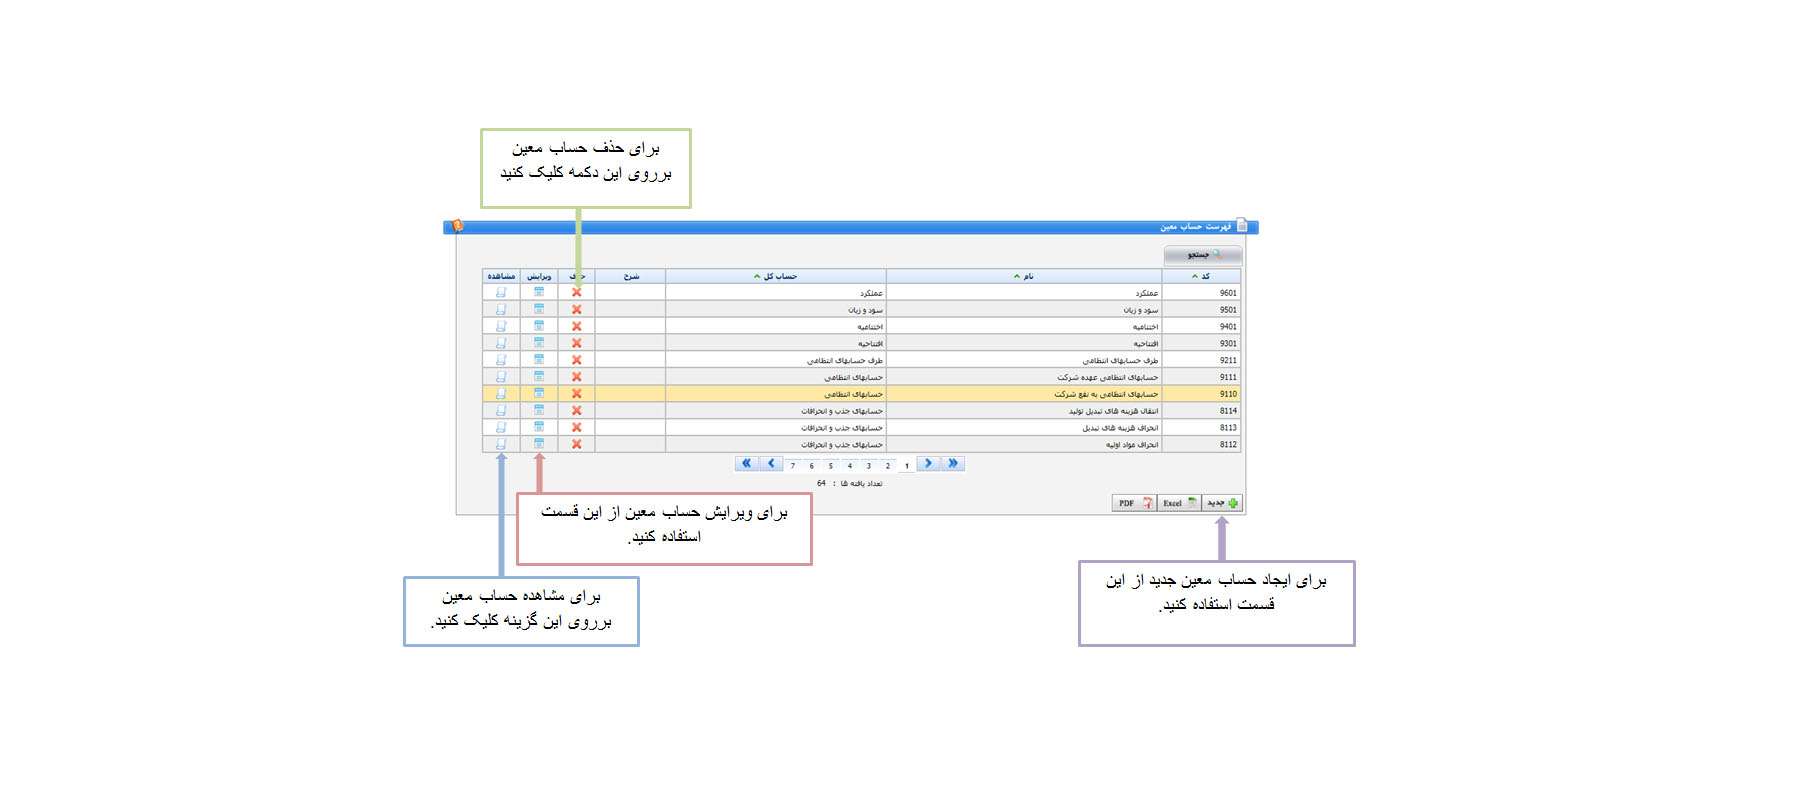 برای حذف حساب معین
برروی این دکمه کلیک کنید
فهرست حساب معین
جستجو
کد نام حساب کل شرح حذف ویرایش مشاهده
9601 عملکرد عملکرد
9501 سود و زیان سود و زیان
9401 اختتامیه اختتامیه
9301 افتتاحیه افتتاحیه
9211 طرف حسابهای انتظامی طرف حسابهای انتظامی
9111 حسابهای انتظامی عهده شرکت حسابهای انتظامی
9110 حسابهای انتظامی به نفع شرکت حسابهای انتظامی
8114 انتقال هزینه های تبدیل تولید حسابهای جذب و انحرافات
8113 انحراف هزینه های تبدیل حسابهای جذب و انحرافات
8112 انحراف مواد اولیه حسابهای جذب و انحرافات
1 2 3 4 5 6 7
تعداد یافته ها : 64
جدید Excel PDF
برای ویرایش حساب معین از این قسمت
استفاده کنید.
برای ایجاد حساب معین جدید از این
قسمت استفاده کنید.
برای مشاهده حساب معین
برروی این گزینه کلیک کنید.